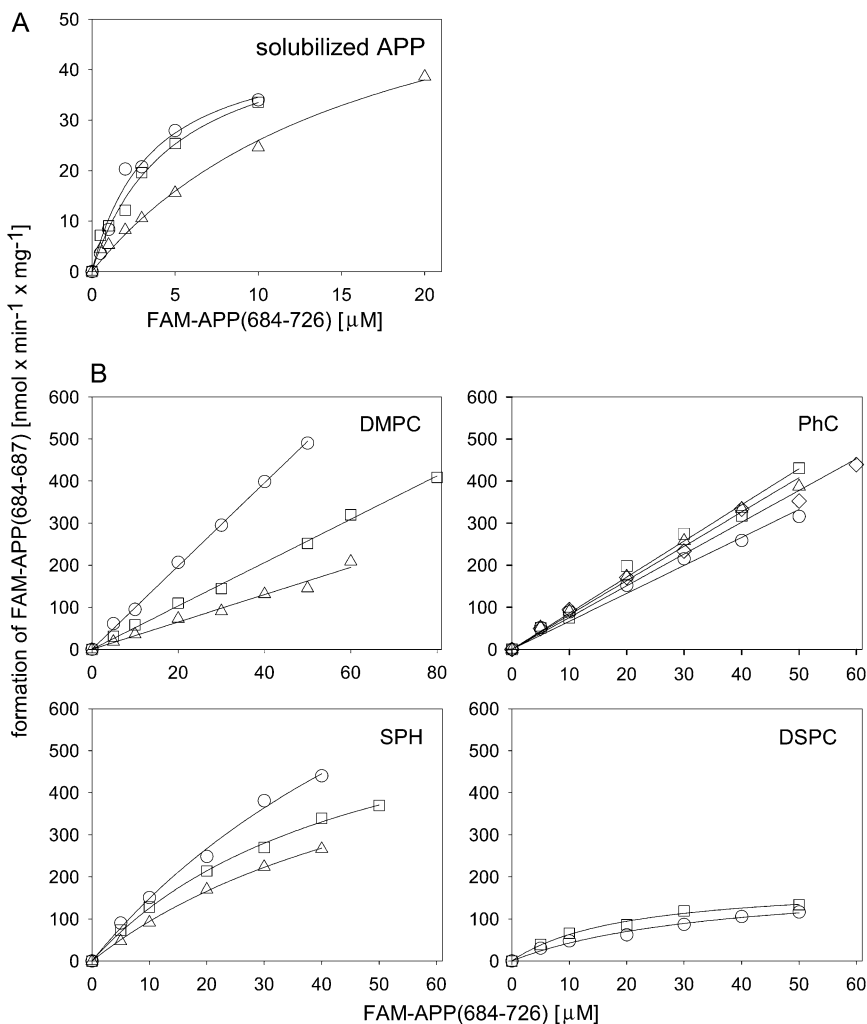 A
solubilized APP
50
40
30
20
10
0
0 5 10 15 20
FAM-APP(684-726) [µM]
formation of FAM-APP(684-687) [nmol x min-1 x mg-1]
B
DMPC
600
500
400
300
200
100
0
0 20 40 60 80
PhC
600
500
400
300
200
100
0
0 10 20 30 40 50 60
SPH
600
500
400
300
200
100
0
0 10 20 30 40 50 60
DSPC
600
500
400
300
200
100
0
0 10 20 30 40 50 60
FAM-APP(684-726) [µM]